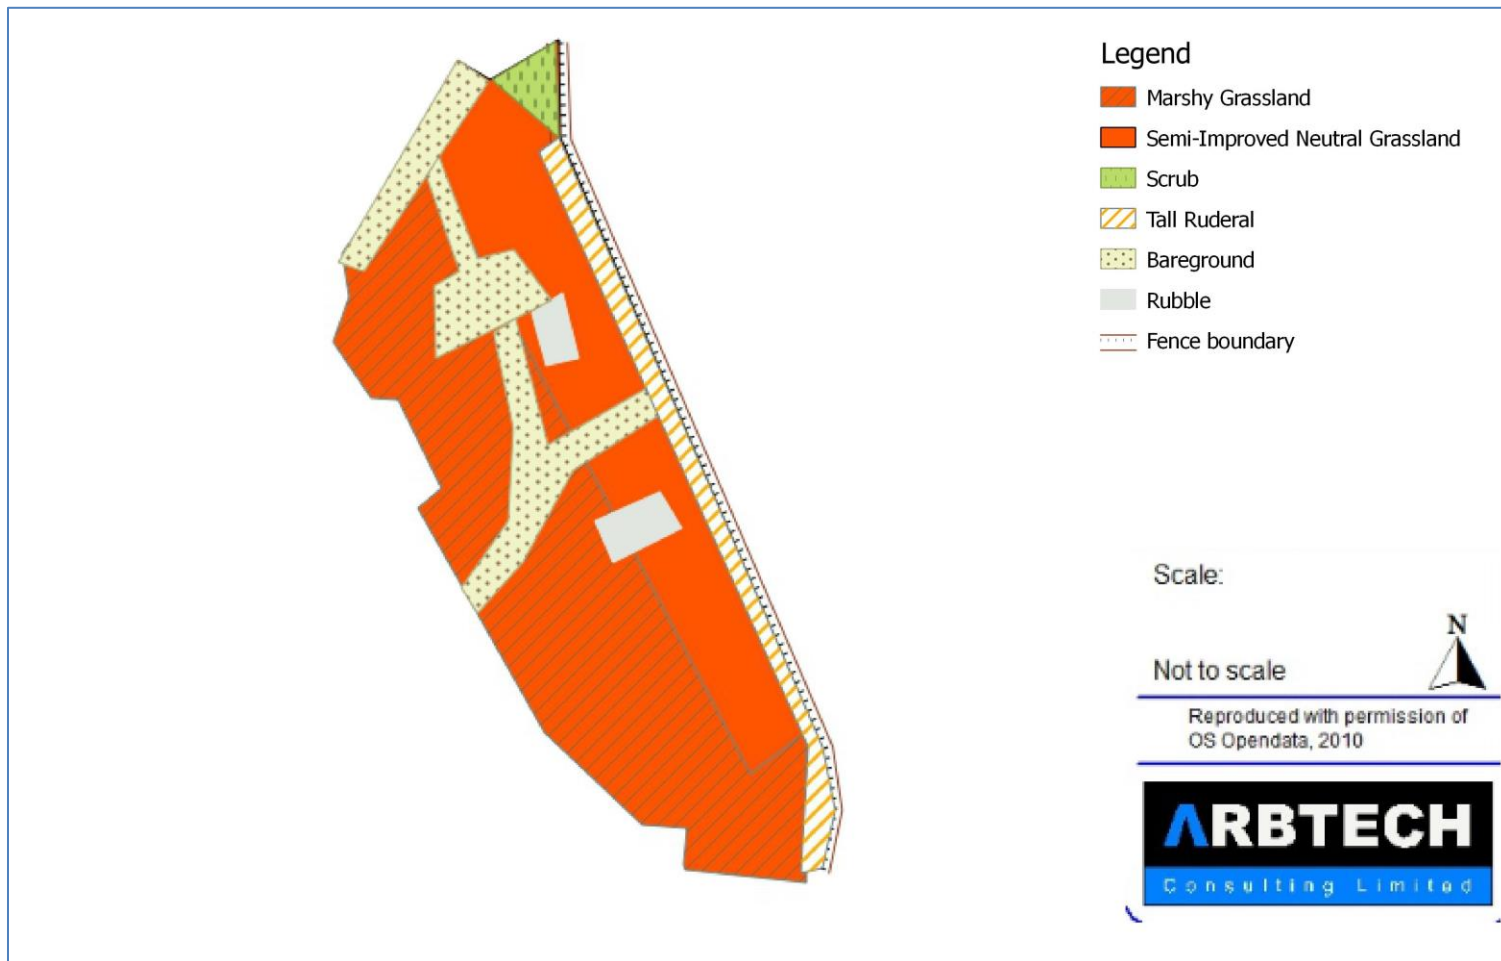 Legend
Marshy Grassland
Semi-Improved Neutral Grassland
Scrub
Tall Ruderal
Bareground
Rubble
Fence boundary
Scale:
N
Not to scale
Reproduced with permission of
OS Opendata, 2010
ARBTECH
Consulting Limited